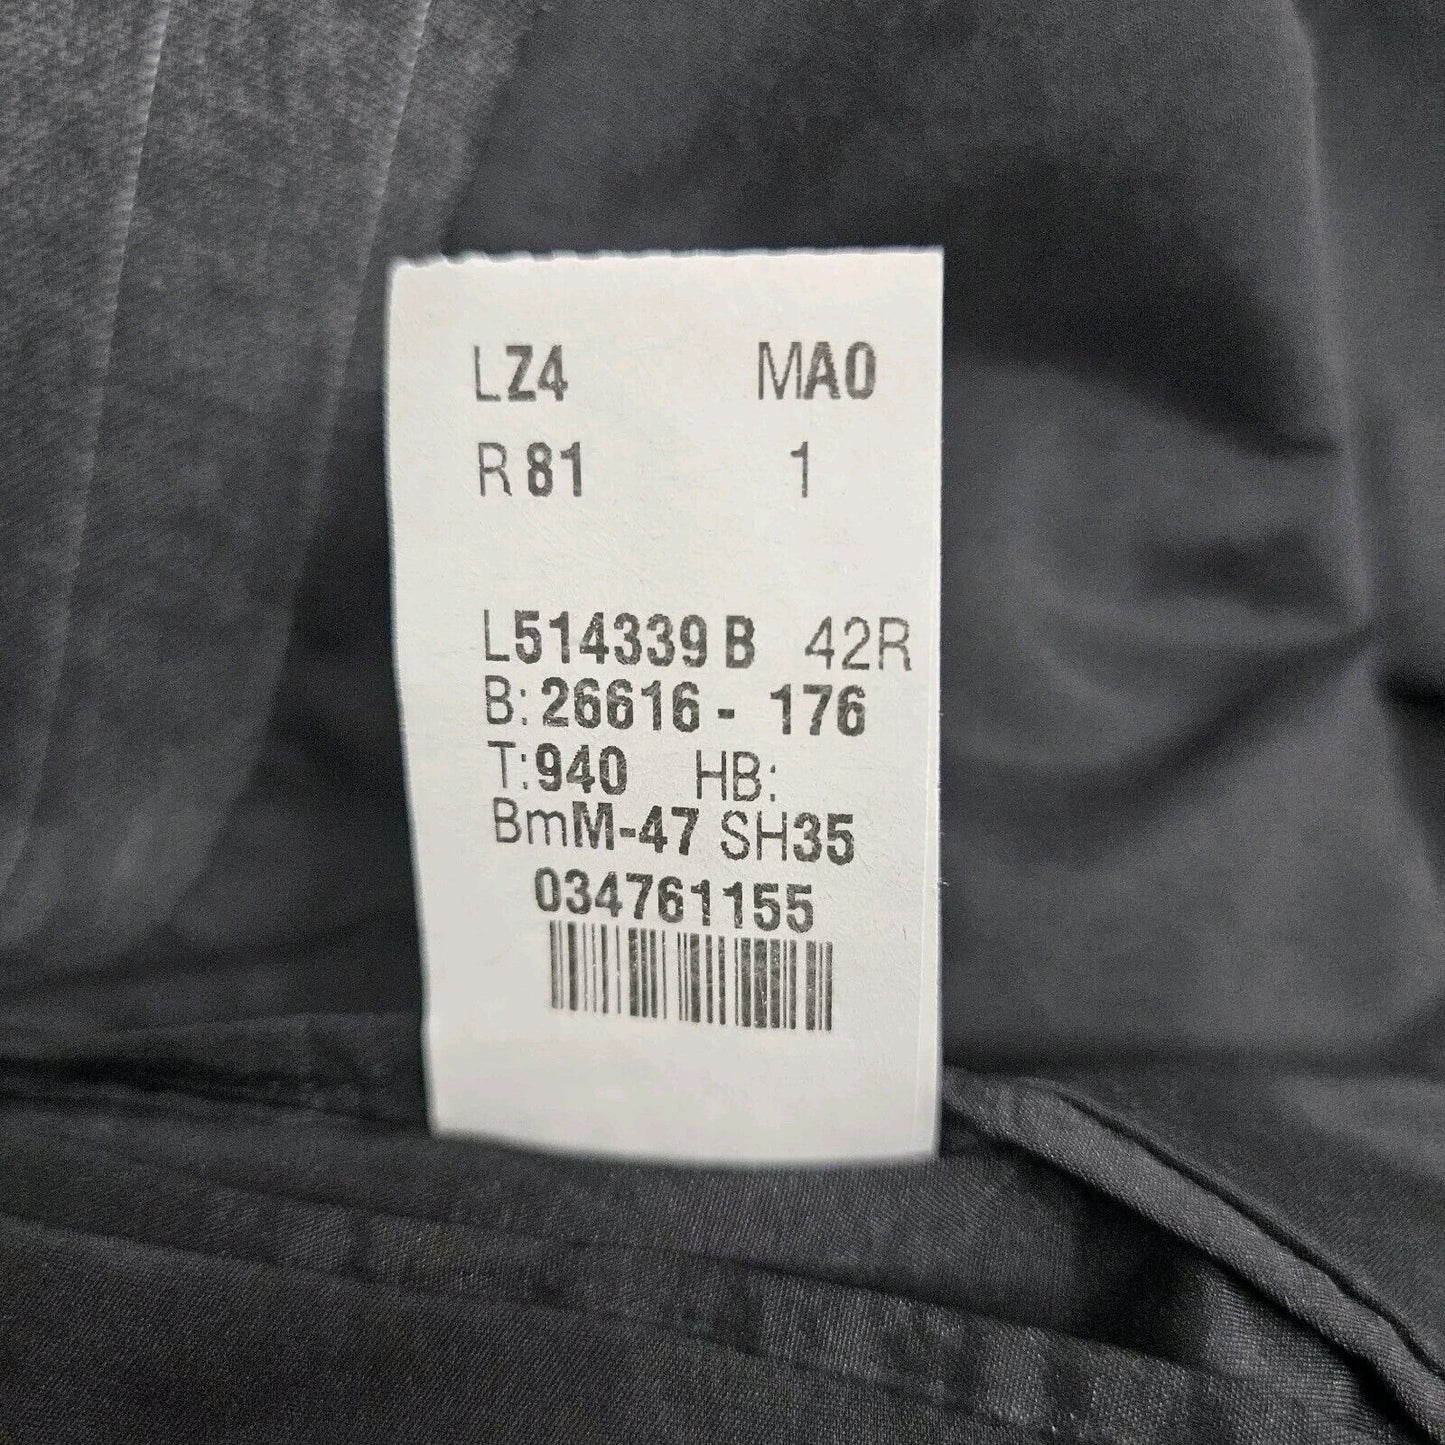 LZ4 MA0
R 81 1
L514339 B 42R
B: 26616 - 176
T: 940 HB:
BmM-47 SH35
034761155